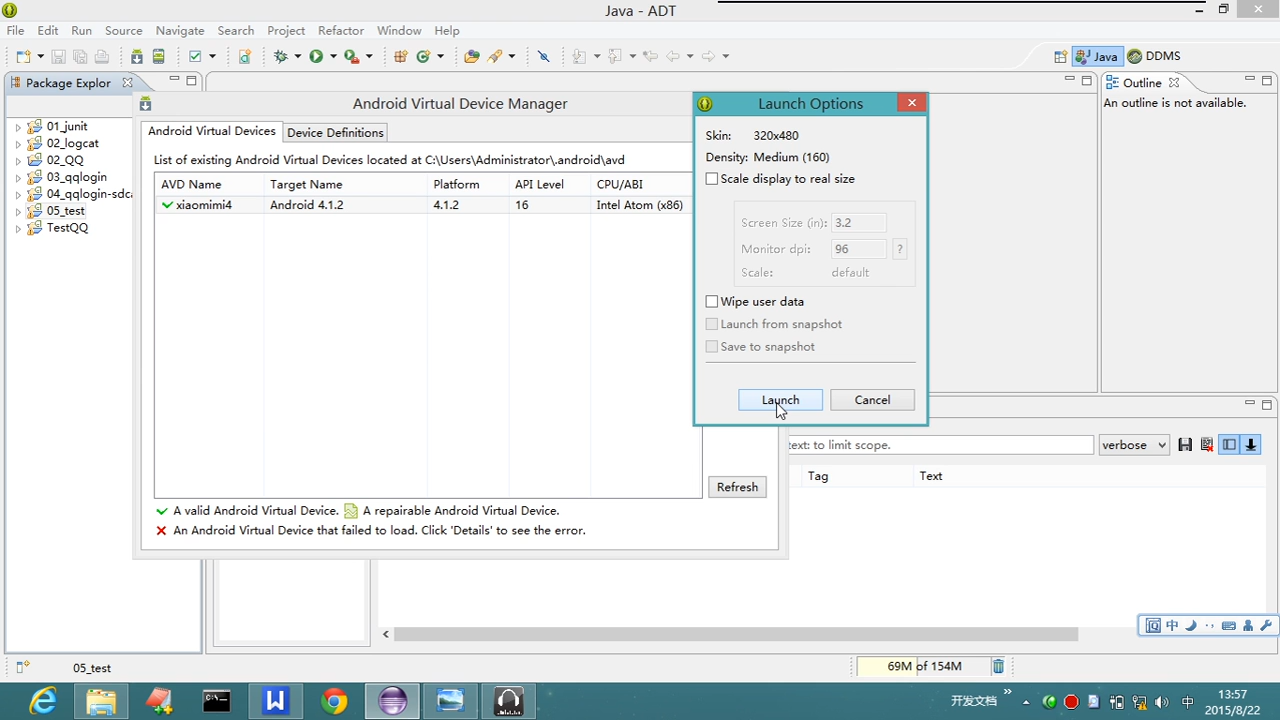 Java - ADT
File Edit Run Source Navigate Search Project Refactor Window Help
Java DDMS
Package Explor
01_junit
02_logcat
02_QQ
03_qqlogin
04_qqlogin-sdca
05_test
TestQQ
Android Virtual Device Manager
Android Virtual Devices Device Definitions
List of existing Android Virtual Devices located at C:\Users\Administrator\.android\avd
AVD Name Target Name Platform API Level CPU/ABI
xiaomimi4 Android 4.1.2 4.1.2 16 Intel Atom (x86)
Refresh
A valid Android Virtual Device. A repairable Android Virtual Device.
An Android Virtual Device that failed to load. Click 'Details' to see the error.
Launch Options
Skin: 320x480
Density: Medium (160)
Scale display to real size
Screen Size (in): 3.2
Monitor dpi: 96 ?
Scale: default
Wipe user data
Launch from snapshot
Save to snapshot
Launch Cancel
Outline
An outline is not available.
text: to limit scope. verbose
Tag Text
中
05_test 69M of 154M
开发文档 中 13:57
2015/8/22